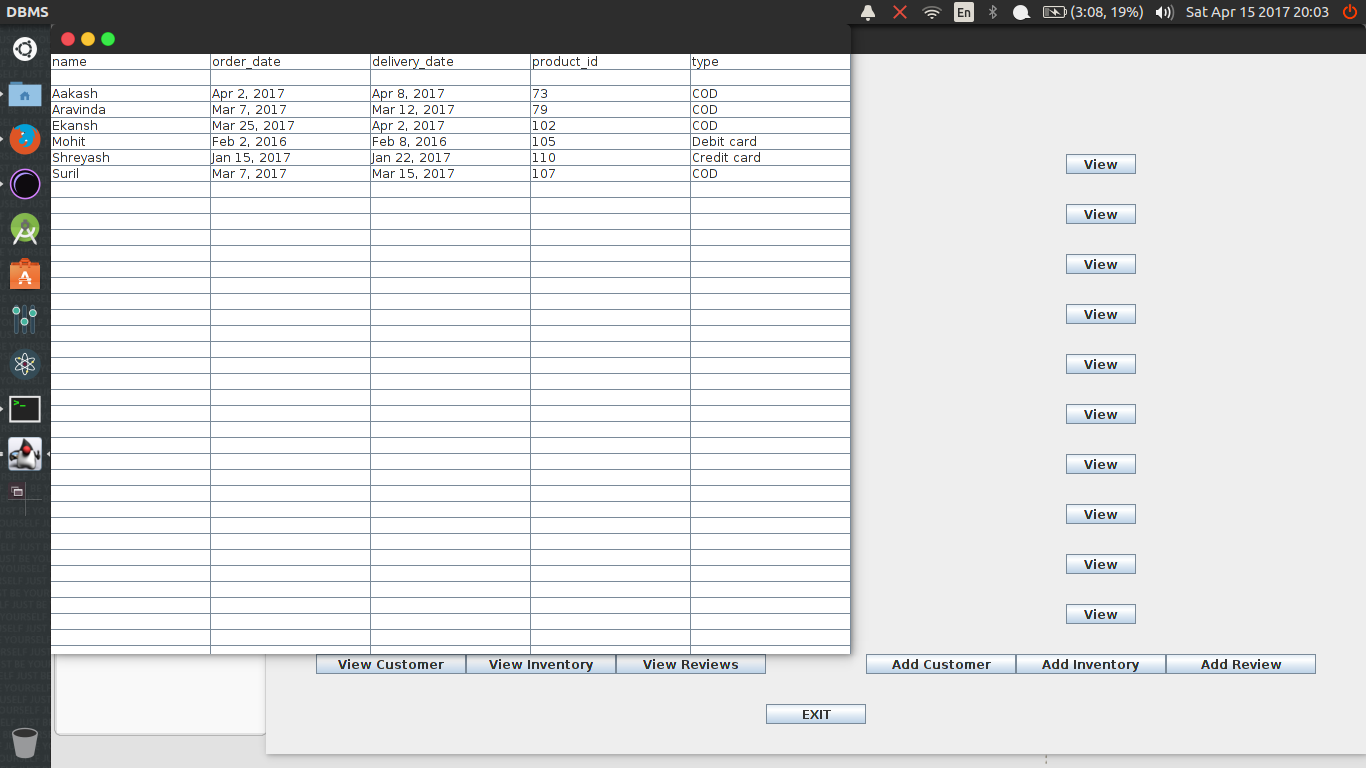 DBMS
En
(3:08, 19%)
Sat Apr 15 2017 20:03
name order_date delivery_date product_id type
Aakash Apr 2, 2017 Apr 8, 2017 73 COD
Aravinda Mar 7, 2017 Mar 12, 2017 79 COD
Ekansh Mar 25, 2017 Apr 2, 2017 102 COD
Mohit Feb 2, 2016 Feb 8, 2016 105 Debit card
Shreyash Jan 15, 2017 Jan 22, 2017 110 Credit card
Suril Mar 7, 2017 Mar 15, 2017 107 COD
View
View
View
View
View
View
View
View
View
View
View Customer View Inventory View Reviews Add Customer Add Inventory Add Review
EXIT